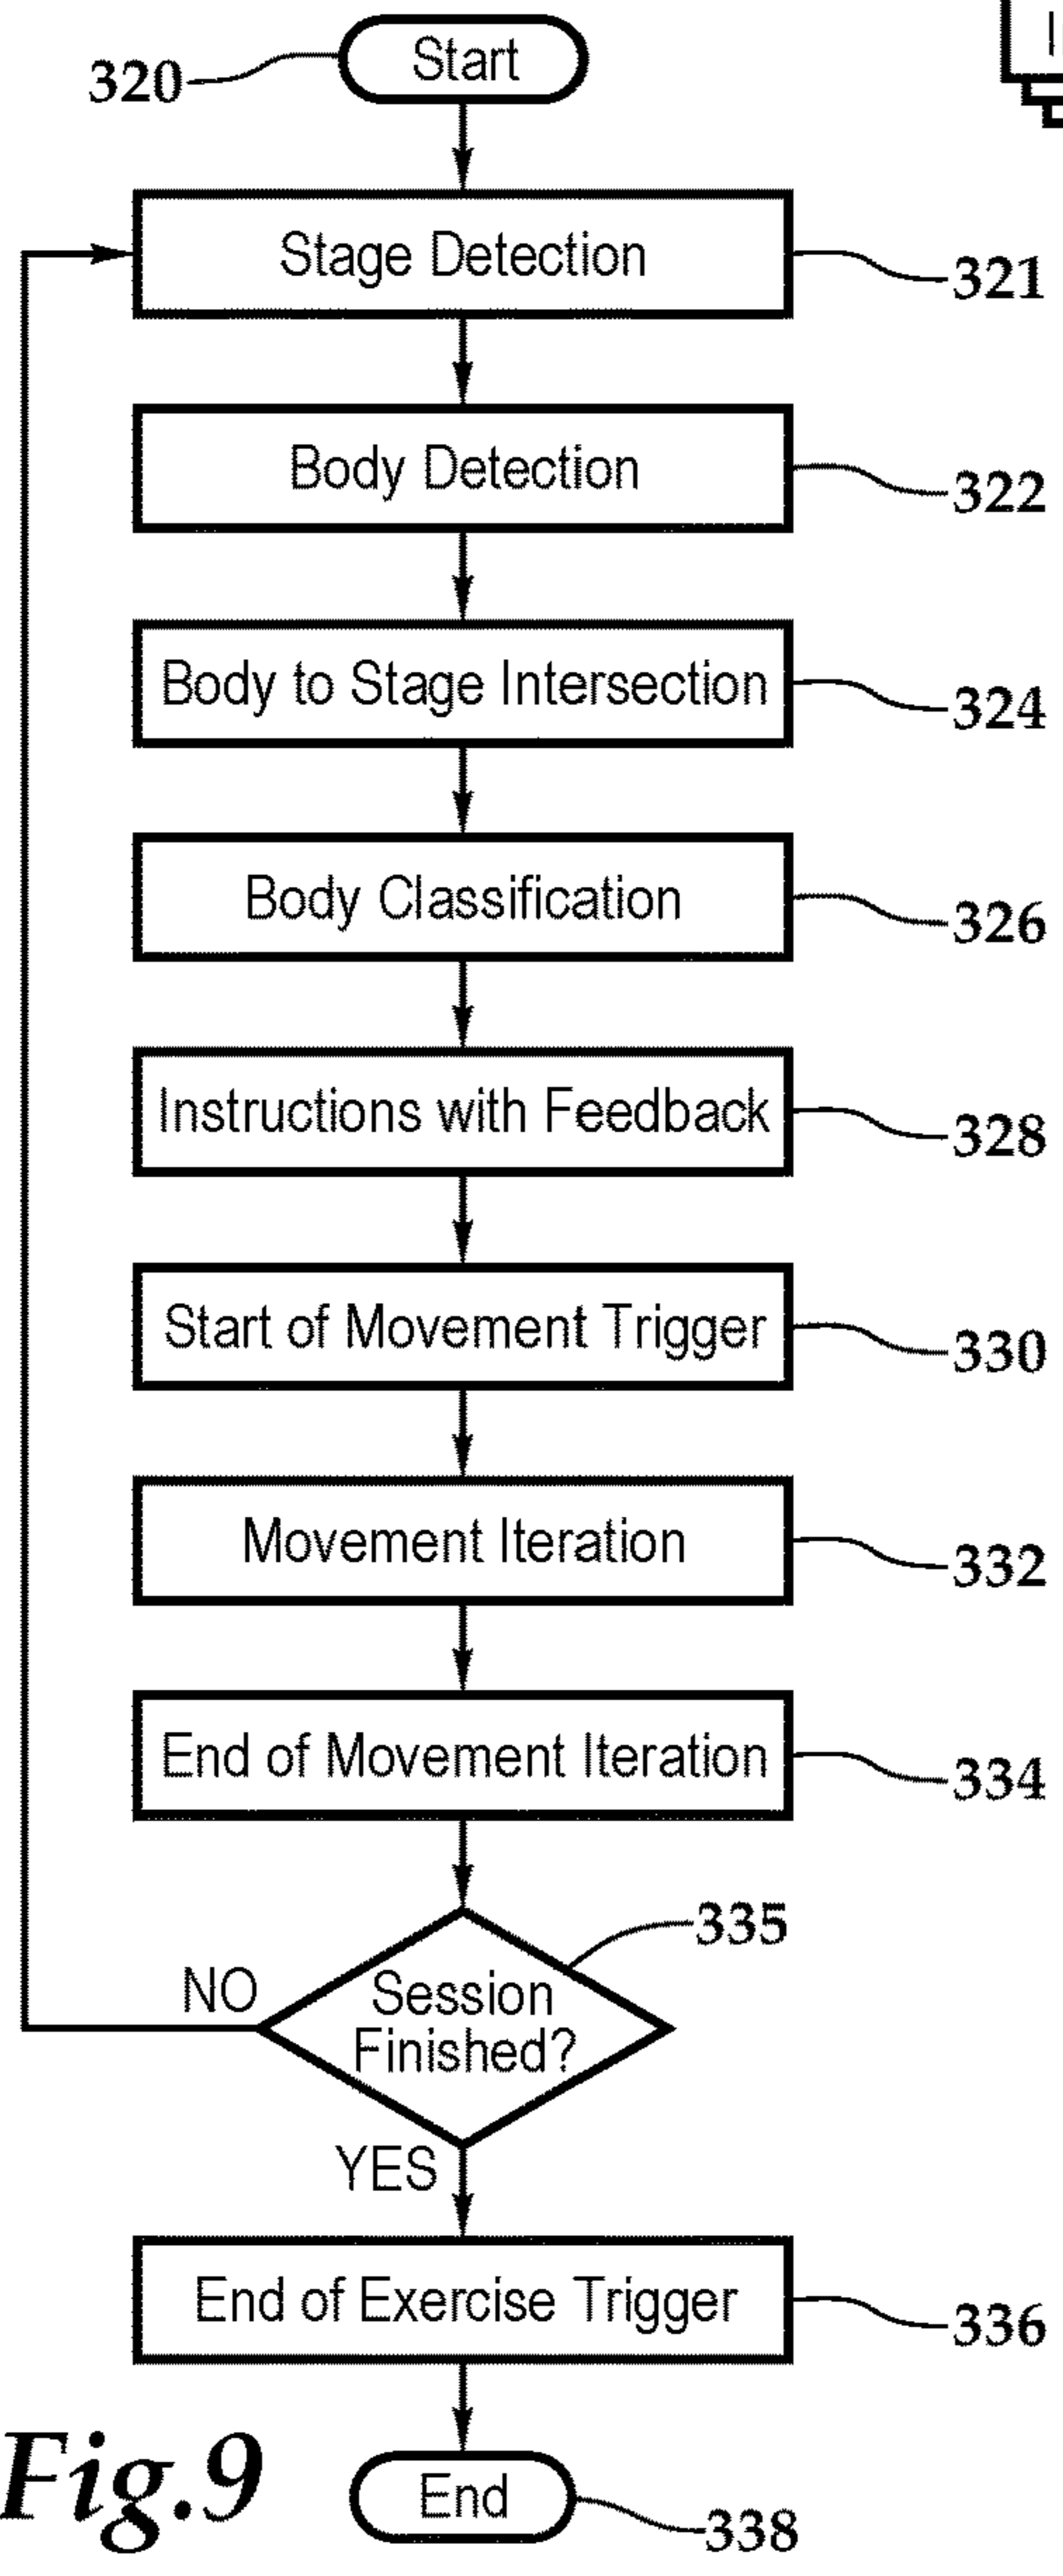 Start
320
Stage Detection
321
Body Detection
322
Body to Stage Intersection
324
Body Classification
326
Instructions with Feedback
328
Start of Movement Trigger
330
Movement Iteration
332
End of Movement Iteration
334
335
NO
Session
Finished?
YES
End of Exercise Trigger
336
Fig.9
End
338